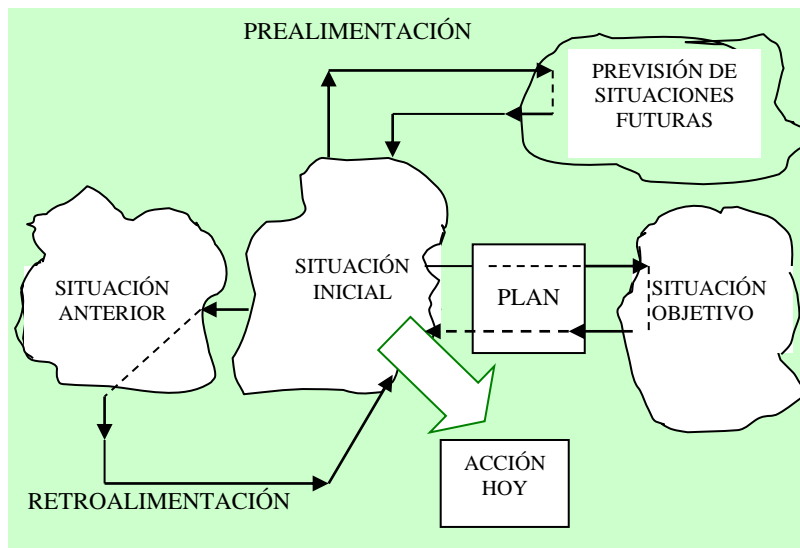 PREALIMENTACIÓN
PREVISIÓN DE
SITUACIONES
FUTURAS
SITUACIÓN
ANTERIOR
SITUACIÓN
INICIAL
PLAN
SITUACIÓN
OBJETIVO
ACCIÓN
HOY
RETROALIMENTACIÓN